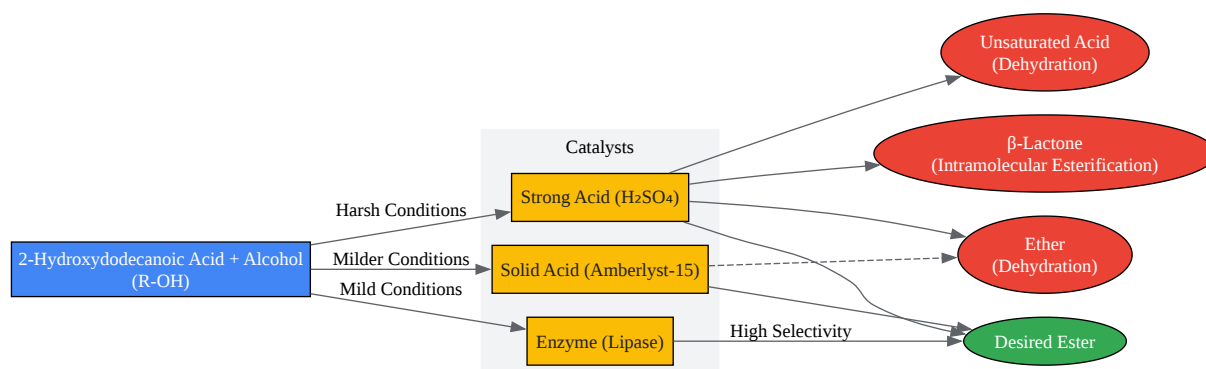 Unsaturated Acid
(Dehydration)
Catalysts
β-Lactone
(Intramolecular Esterification)
Strong Acid (H₂SO₄)
Harsh Conditions
Ether
(Dehydration)
2-Hydroxydodecanoic Acid + Alcohol
(R-OH)
Milder Conditions
Solid Acid (Amberlyst-15)
Mild Conditions
Enzyme (Lipase)
High Selectivity
Desired Ester